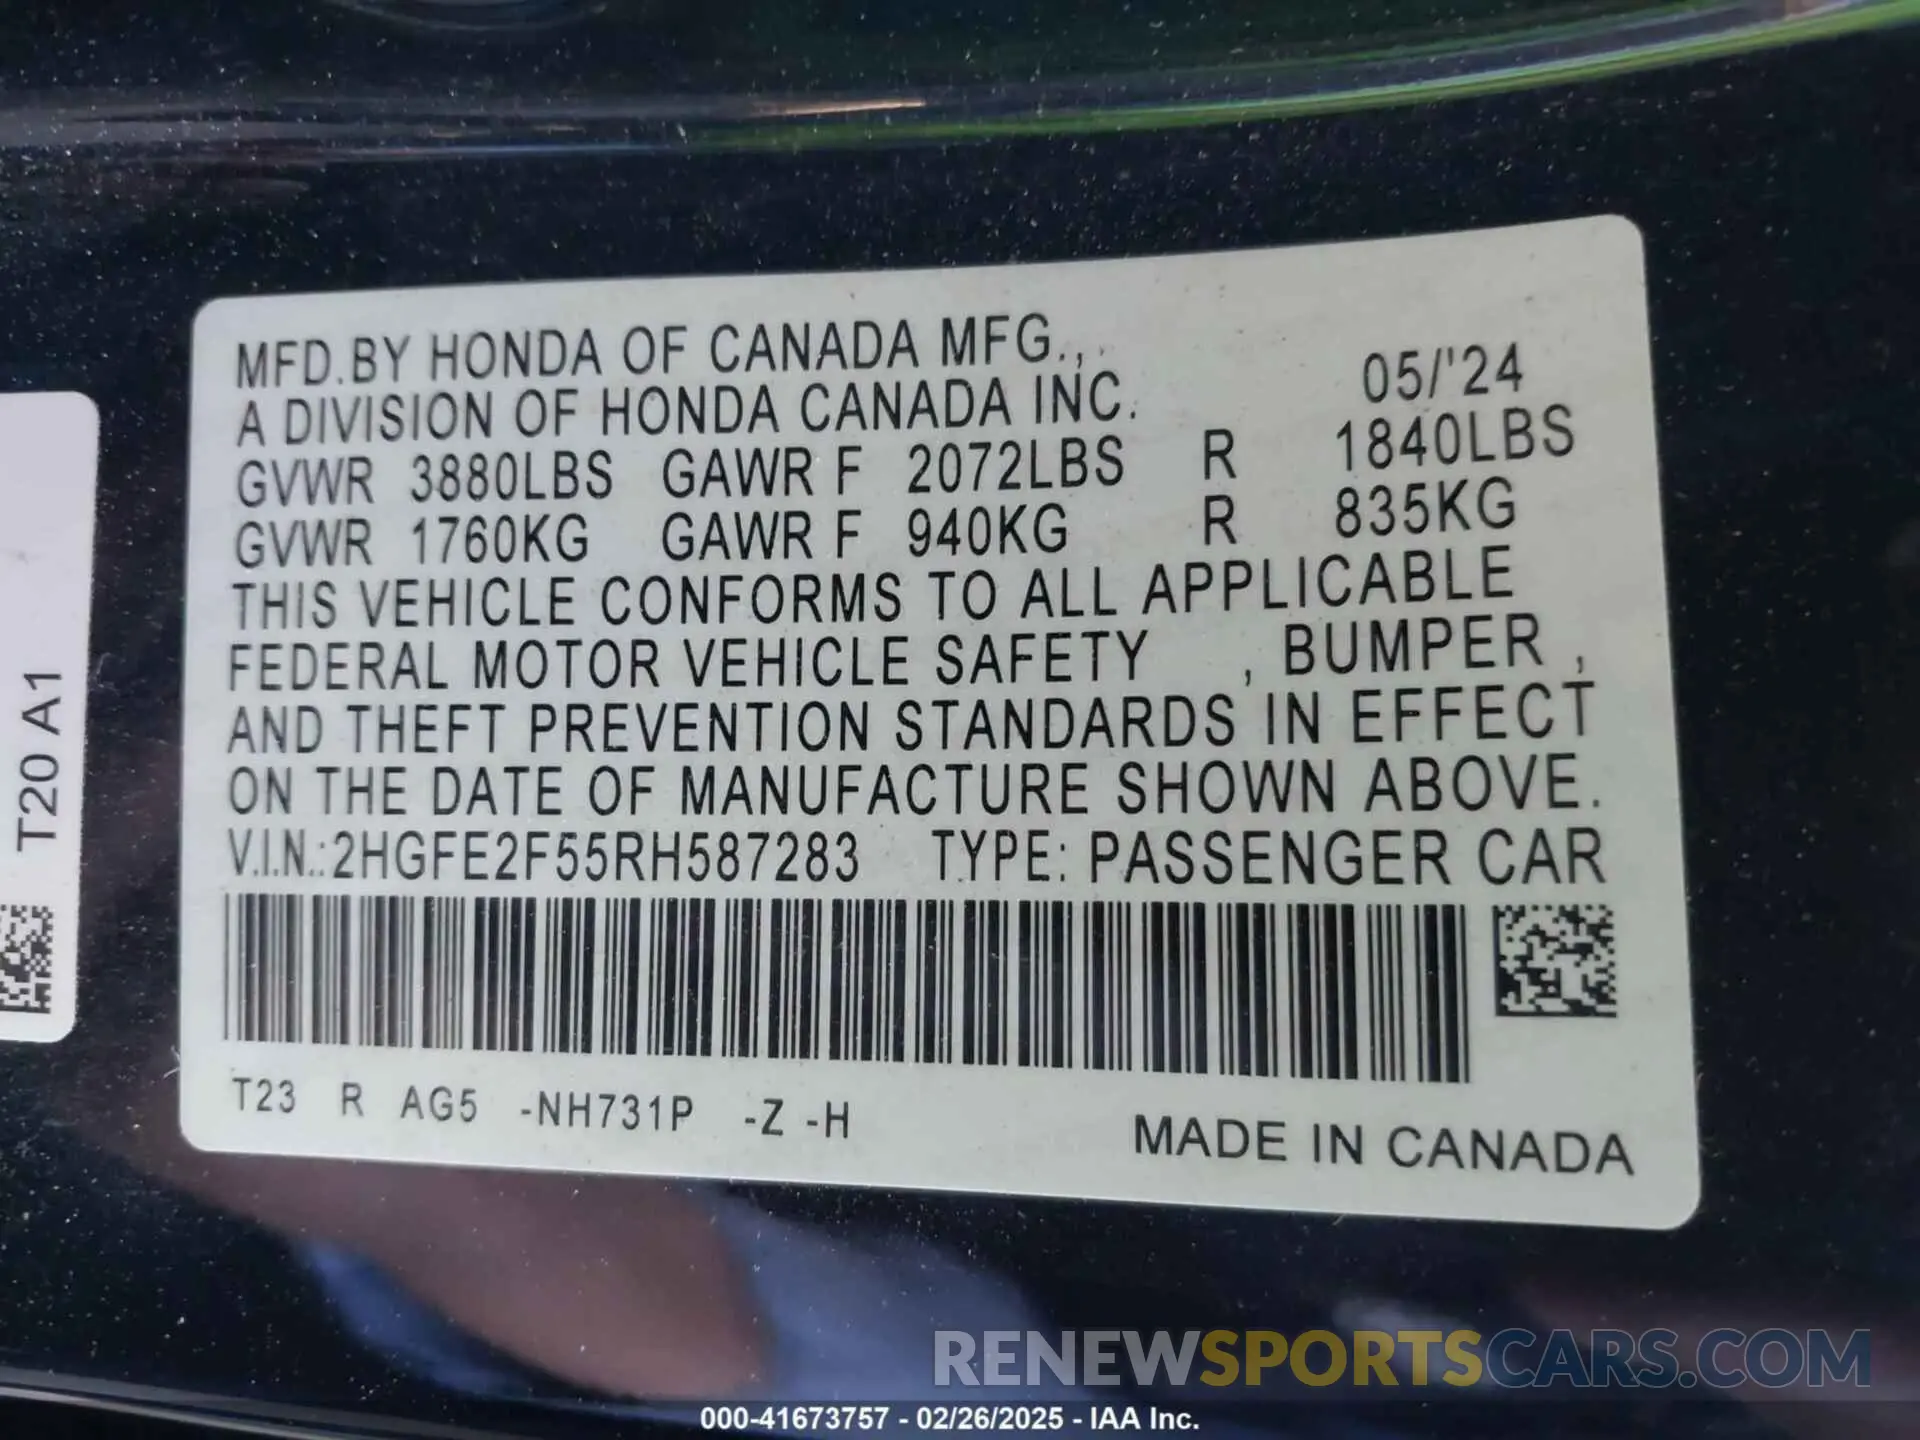 MFD.BY HONDA OF CANADA MFG.,
A DIVISION OF HONDA CANADA INC. 05/'24
GVWR 3880LBS GAWR F 2072LBS R 1840LBS
GVWR 1760KG GAWR F 940KG R 835KG
THIS VEHICLE CONFORMS TO ALL APPLICABLE
FEDERAL MOTOR VEHICLE SAFETY , BUMPER ,
AND THEFT PREVENTION STANDARDS IN EFFECT
ON THE DATE OF MANUFACTURE SHOWN ABOVE.
V.I.N.:2HGFE2F55RH587283 TYPE: PASSENGER CAR
T23 R AG5 -NH731P -Z -H
MADE IN CANADA
T20 A1
RENEWSPORTSCARS.COM
000-41673757 - 02/26/2025 - IAA Inc.